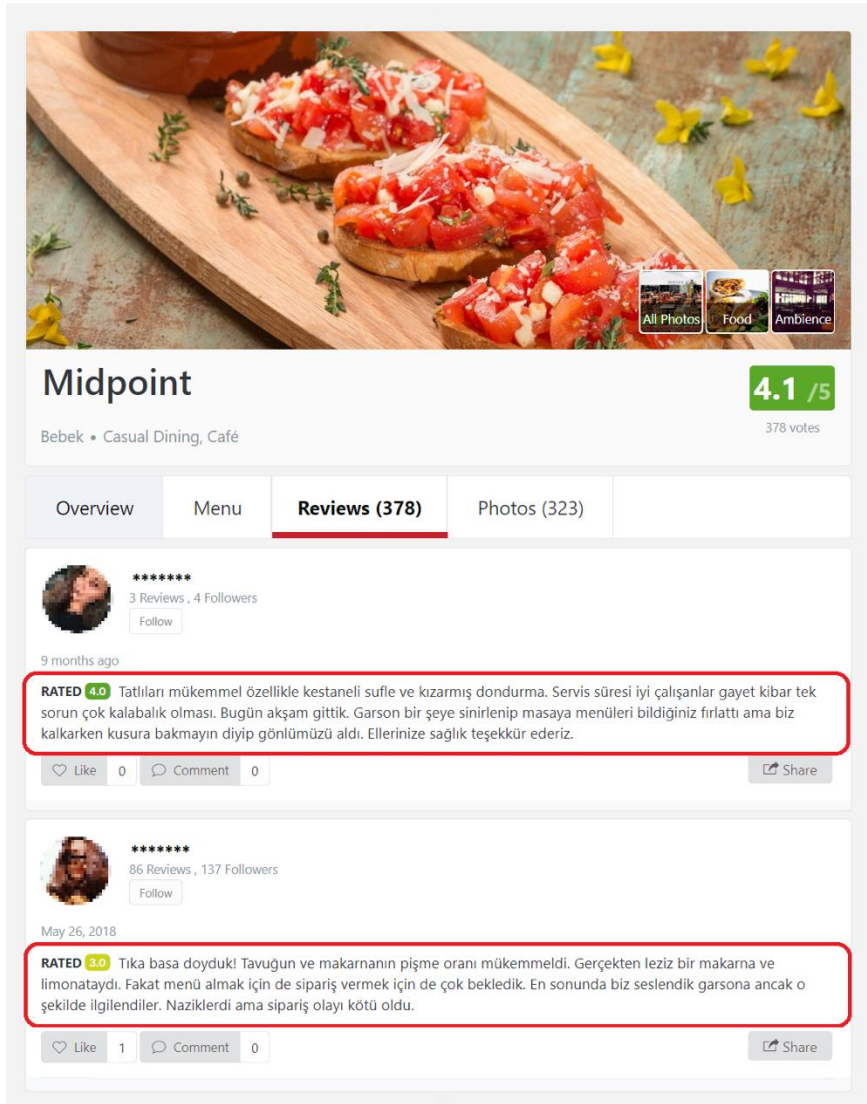 All Photos
Food
Ambience
Midpoint
4.1 /5
Bebek • Casual Dining, Café
378 votes
Overview
Menu
Reviews (378)
Photos (323)
*******
3 Reviews , 4 Followers
Follow
9 months ago
RATED 4.0 Tatlıları mükemmel özellikle kestaneli sufle ve kızarmış dondurma. Servis süresi iyi çalışanlar gayet kibar tek
sorun çok kalabalık olması. Bugün akşam gittik. Garson bir şeye sinirlenip masaya menüleri bildiğiniz fırlattı ama biz
kalkarken kusura bakmayın diyip gönlümüzü aldı. Ellerinize sağlık teşekkür ederiz.
Like 0 Comment 0 Share
*******
86 Reviews , 137 Followers
Follow
May 26, 2018
RATED 3.0 Tıka basa doyduk! Tavuğun ve makarnanın pişme oranı mükemmeldi. Gerçekten leziz bir makarna ve
limonataydı. Fakat menü almak için de sipariş vermek için de çok bekledik. En sonunda biz seslendik garsona ancak o
şekilde ilgilendiler. Naziklerdi ama sipariş olayı kötü oldu.
Like 1 Comment 0 Share